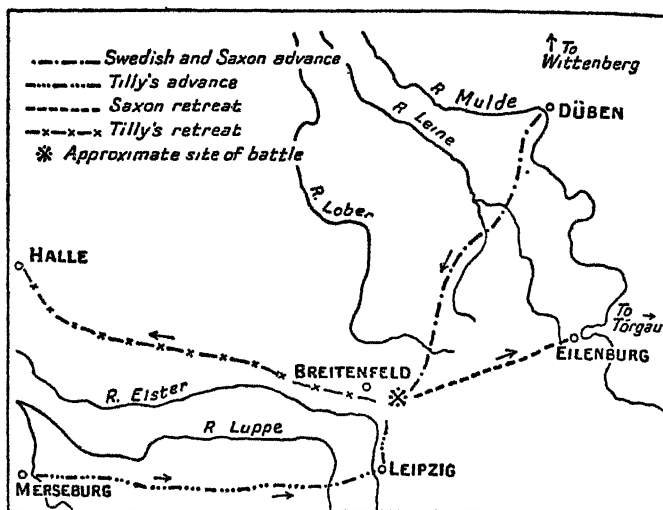 Swedish and Saxon advance
Tilly's advance
Saxon retreat
Tilly's retreat
Approximate site of battle
To
Wittenberg
R Mulde
DÜBEN
R Leine
R. Lober
HALLE
To
Törgau
EILENBURG
BREITENFELD
R. Elster
R Luppe
LEIPZIG
MERSEBURG